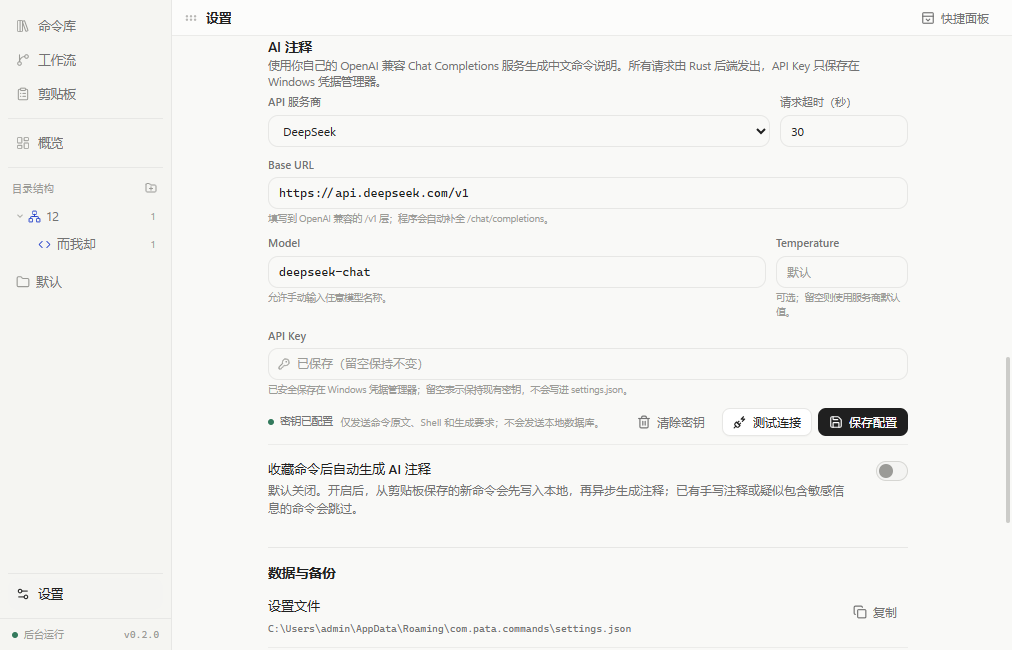 命令库
工作流
剪贴板
概览
目录结构
12 1
而我却 1
默认
设置
后台运行 v0.2.0
设置
快捷面板
AI 注释
使用你自己的 OpenAI 兼容 Chat Completions 服务生成中文命令说明。所有请求由 Rust 后端发出，API Key 只保存在
Windows 凭据管理器。
API 服务商 请求超时（秒）
DeepSeek 30
Base URL
https://api.deepseek.com/v1
填写到 OpenAI 兼容的 /v1 层；程序会自动补全 /chat/completions。
Model Temperature
deepseek-chat 默认
允许手动输入任意模型名称。 可选；留空则使用服务商默认
值。
API Key
已保存（留空保持不变）
已安全保存在 Windows 凭据管理器；留空表示保持现有密钥，不会写进 settings.json。
密钥已配置 仅发送命令原文、Shell 和生成要求；不会发送本地数据库。 清除密钥 测试连接 保存配置
收藏命令后自动生成 AI 注释
默认关闭。开启后，从剪贴板保存的新命令会先写入本地，再异步生成注释；已有手写注释或疑似包含敏感信
息的命令会跳过。
数据与备份
设置文件
复制
C:\Users\admin\AppData\Roaming\com.pata.commands\settings.json